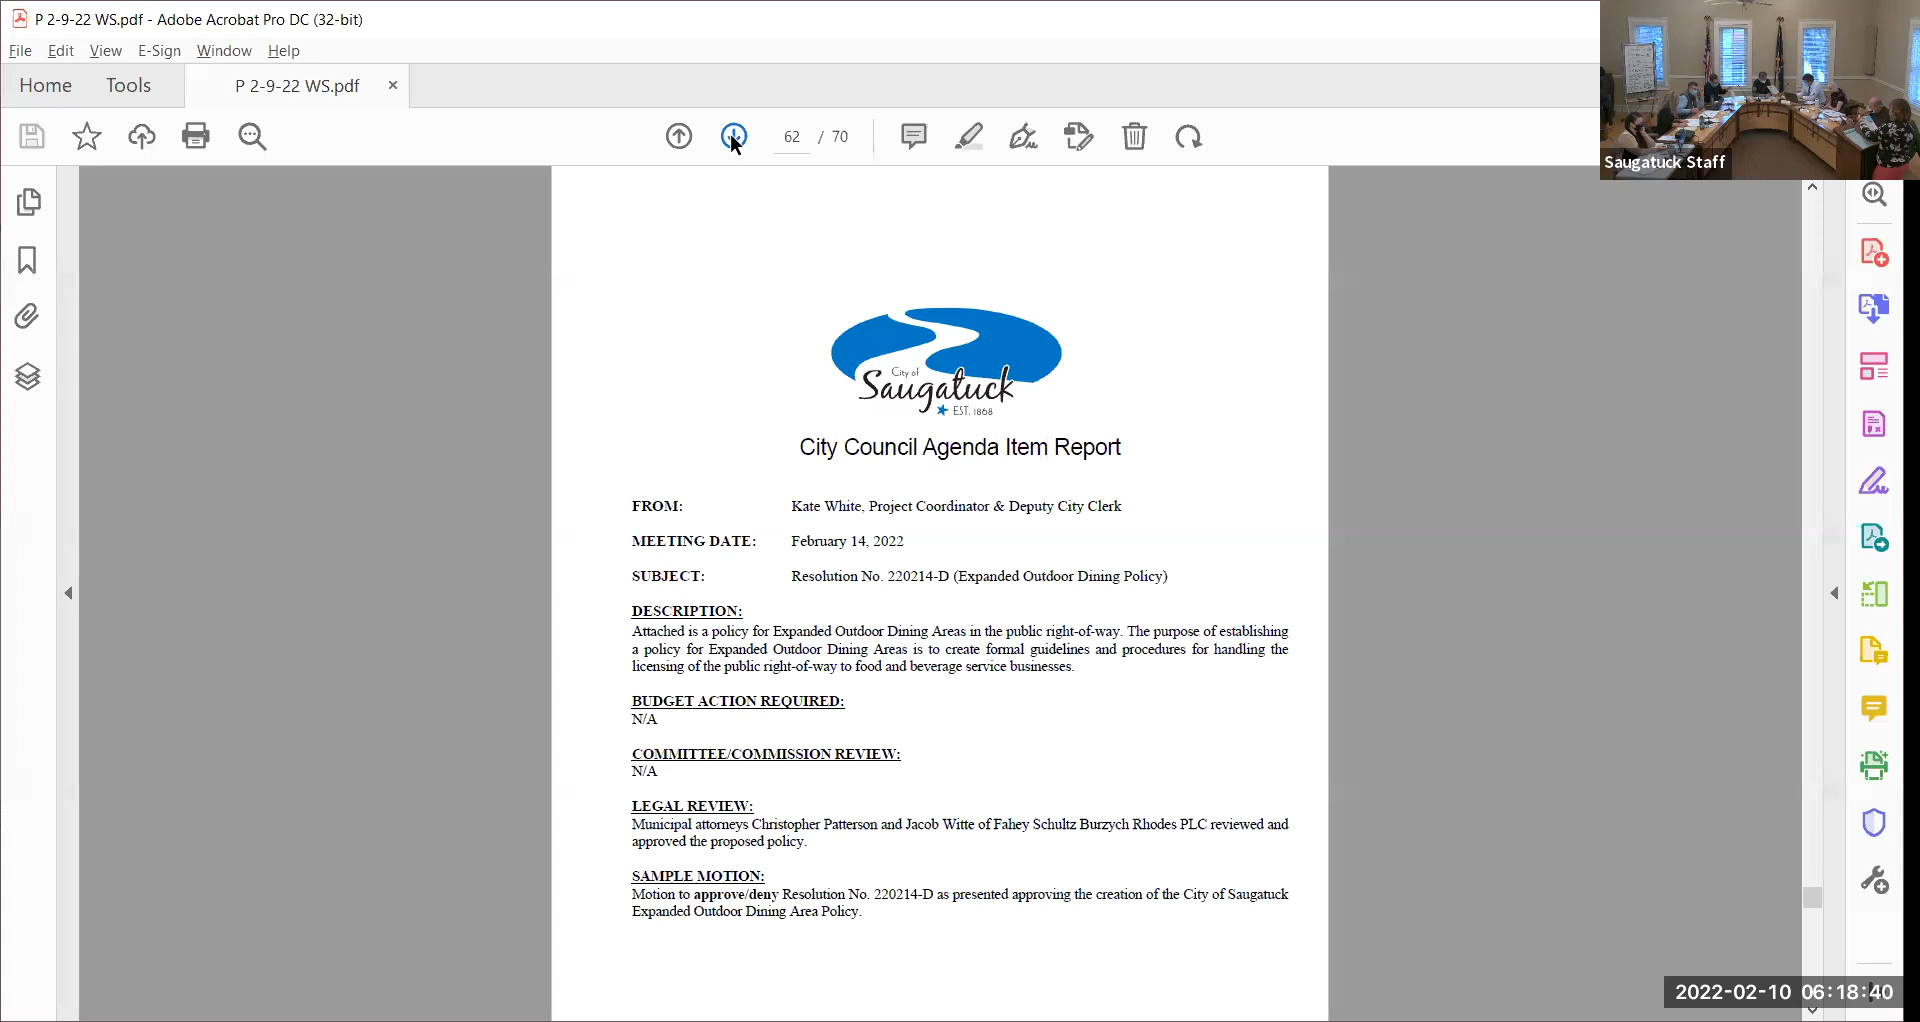 P 2-9-22 WS.pdf - Adobe Acrobat Pro DC (32-bit)
File Edit View E-Sign Window Help
Home Tools P 2-9-22 WS.pdf ×
62 / 70
Saugatuck Staff
City of
Saugatuck
EST. 1868
City Council Agenda Item Report
FROM: Kate White, Project Coordinator & Deputy City Clerk
MEETING DATE: February 14, 2022
SUBJECT: Resolution No. 220214-D (Expanded Outdoor Dining Policy)
DESCRIPTION:
Attached is a policy for Expanded Outdoor Dining Areas in the public right-of-way. The purpose of establishing
a policy for Expanded Outdoor Dining Areas is to create formal guidelines and procedures for handling the
licensing of the public right-of-way to food and beverage service businesses.
BUDGET ACTION REQUIRED:
N/A
COMMITTEE/COMMISSION REVIEW:
N/A
LEGAL REVIEW:
Municipal attorneys Christopher Patterson and Jacob Witte of Fahey Schultz Burzych Rhodes PLC reviewed and
approved the proposed policy.
SAMPLE MOTION:
Motion to approve/deny Resolution No. 220214-D as presented approving the creation of the City of Saugatuck
Expanded Outdoor Dining Area Policy.
2022-02-10 06:18:40